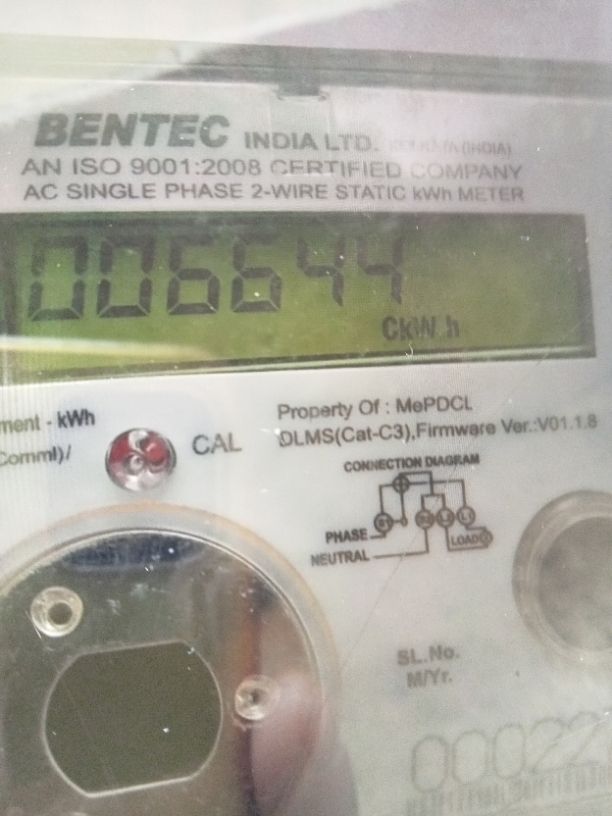 BENTEC INDIA LTD. KOLKATA (INDIA)
AN ISO 9001:2008 CERTIFIED COMPANY
AC SINGLE PHASE 2-WIRE STATIC kWh METER
006644
CkW h
ment - kWh
Comml)/
CAL
Property Of : MePDCL
DLMS(Cat-C3),Firmware Ver.:V01.1.8
CONNECTION DIAGRAM
PHASE
NEUTRAL
LOAD
SL.No.
M/Yr.
00022